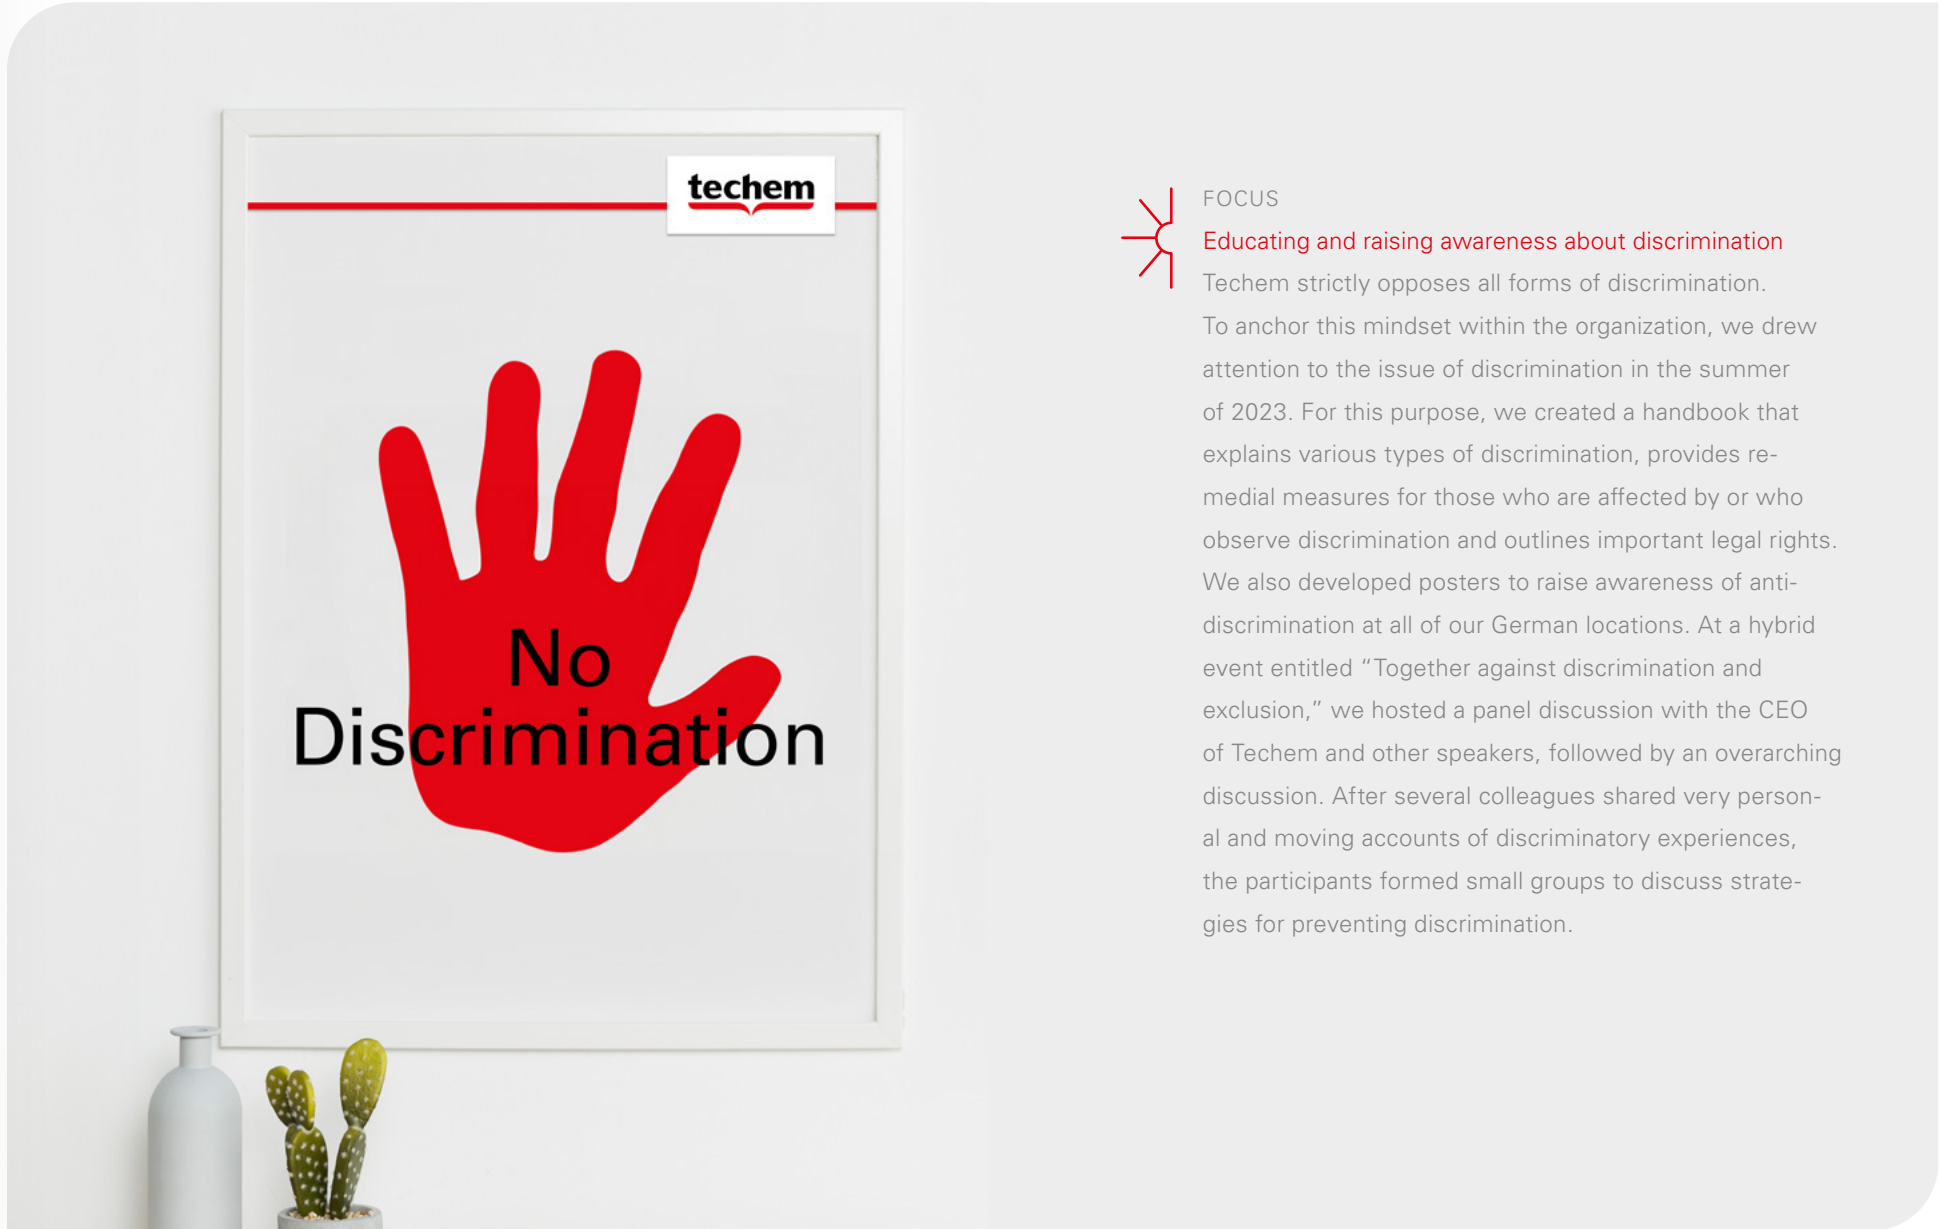 techem
No
Discrimination
FOCUS
Educating and raising awareness about discrimination
Techem strictly opposes all forms of discrimination.
To anchor this mindset within the organization, we drew
attention to the issue of discrimination in the summer
of 2023. For this purpose, we created a handbook that
explains various types of discrimination, provides re-
medial measures for those who are affected by or who
observe discrimination and outlines important legal rights.
We also developed posters to raise awareness of anti-
discrimination at all of our German locations. At a hybrid
event entitled “Together against discrimination and
exclusion,” we hosted a panel discussion with the CEO
of Techem and other speakers, followed by an overarching
discussion. After several colleagues shared very person-
al and moving accounts of discriminatory experiences,
the participants formed small groups to discuss strate-
gies for preventing discrimination.